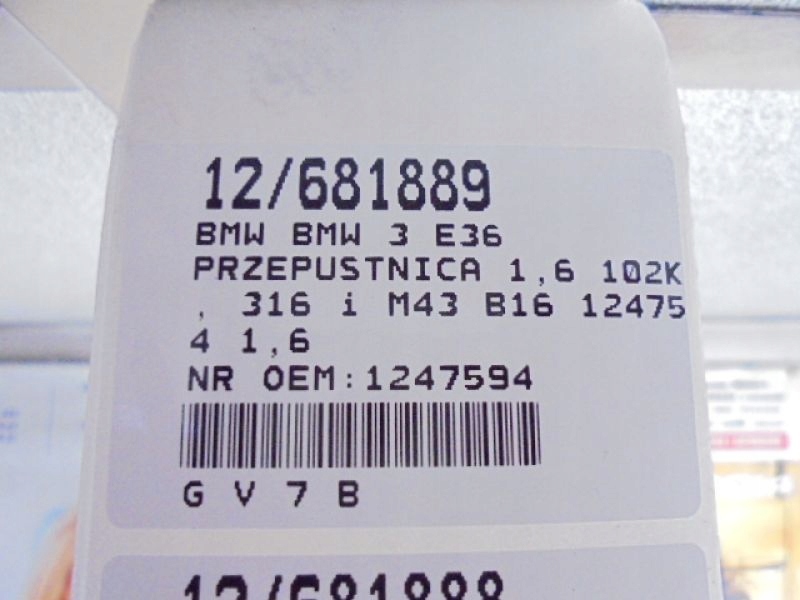 12/681889
BMW BMW 3 E36
PRZEPUSTNICA 1,6 102K
, 316 i M43 B16 12475
4 1,6
NR OEM:1247594
G V 7 B
12/681888